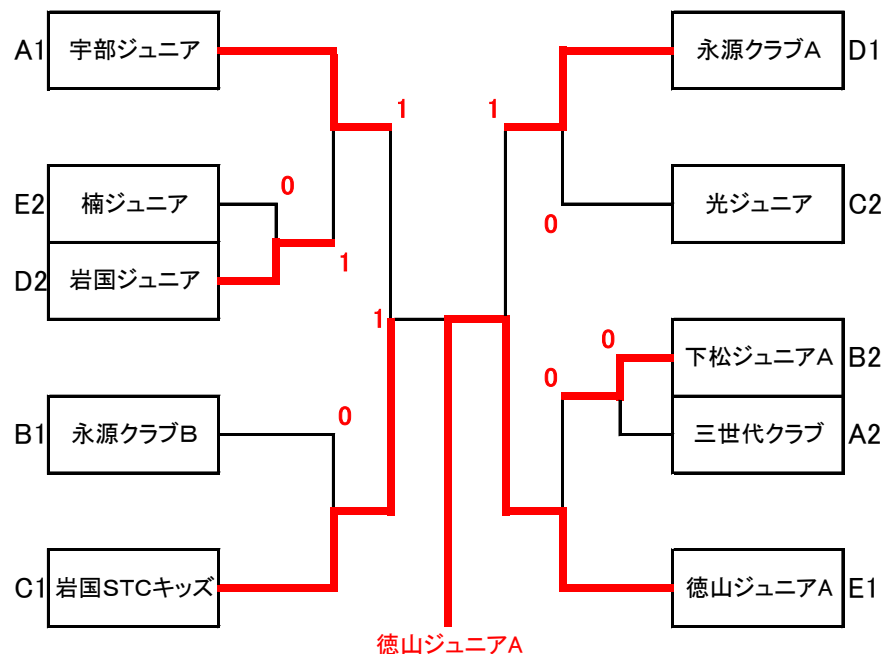 A1 宇部ジュニア
1
E2 楠ジュニア
0
D2 岩国ジュニア
1
1
B1 永源クラブB
0
C1 岩国STCキッズ
永源クラブA D1
1
光ジュニア C2
0
下松ジュニアA B2
0
0
三世代クラブ A2
徳山ジュニアA E1
徳山ジュニアA